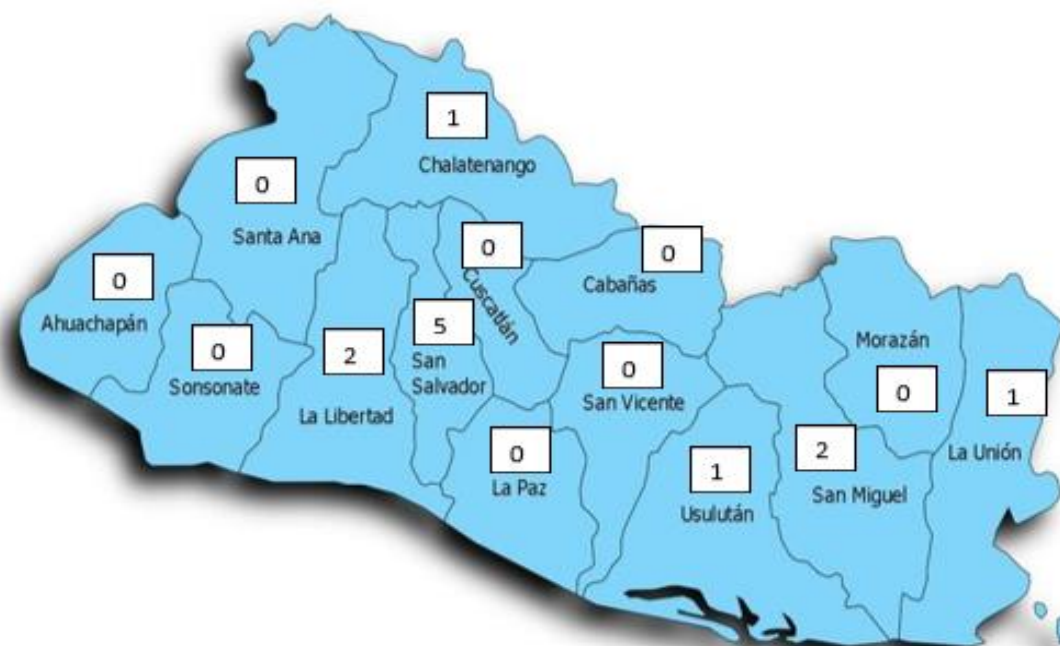 1
Chalatenango
0
Santa Ana
0
Cuscatlán
0
Cabañas
0
Ahuachapán
0
Sonsonate
2
La Libertad
5
San
Salvador
0
San Vicente
Morazán
0
1
La Unión
0
La Paz
1
Usulután
2
San Miguel